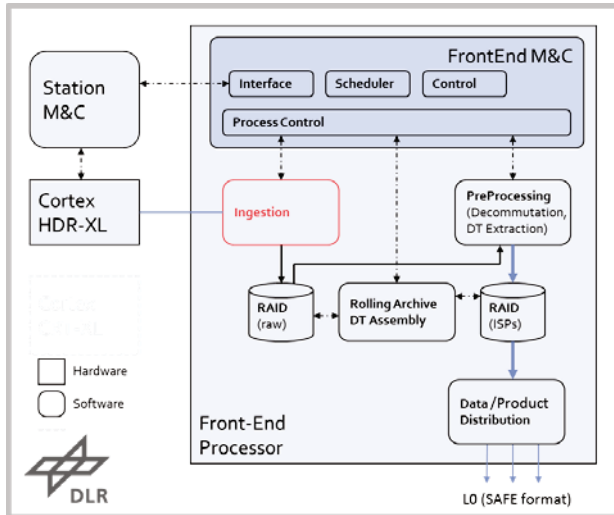 FrontEnd M&C
Station
M&C
Interface
Scheduler
Control
Process Control
Cortex
HDR-XL
Ingestion
PreProcessing
(Decommutation,
DT Extraction)
RAID
(raw)
Rolling Archive
DT Assembly
RAID
(ISPs)
Hardware
Software
Data/Product
Distribution
Front-End
Processor
DLR
L0 (SAFE format)